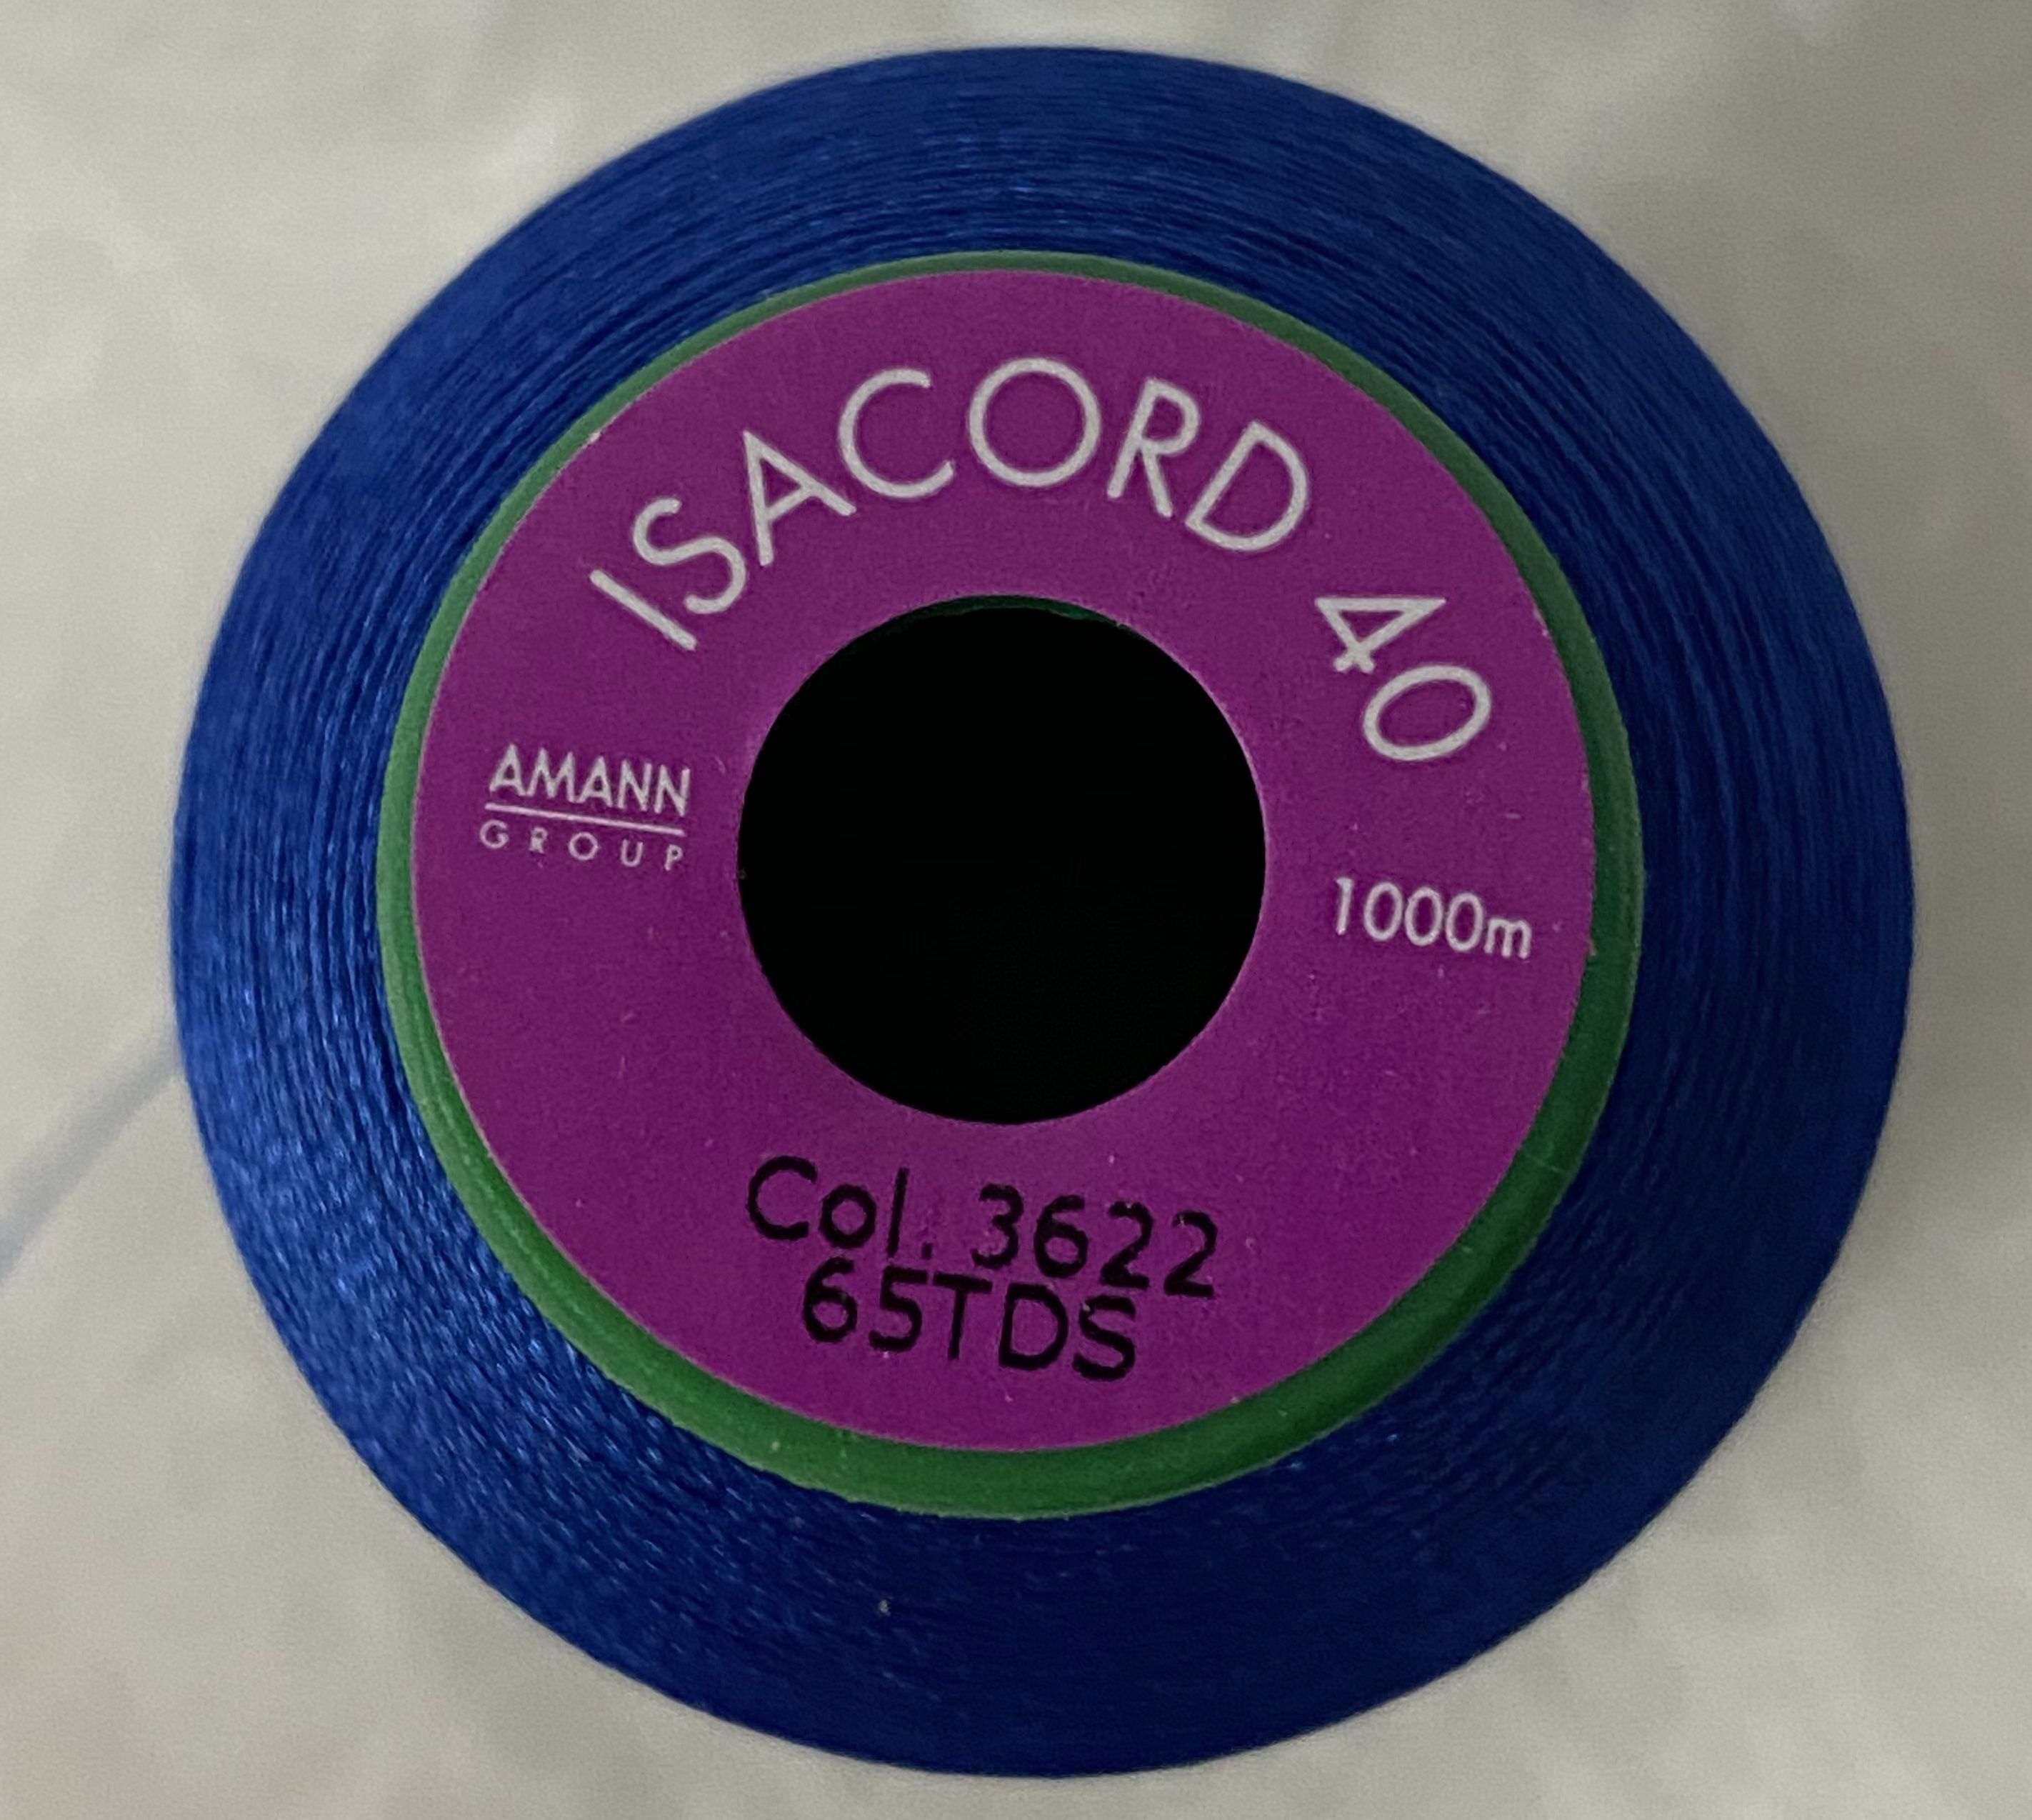 ISACORD 40
AMANN
GROUP
1000m
Col. 3622
65TDS